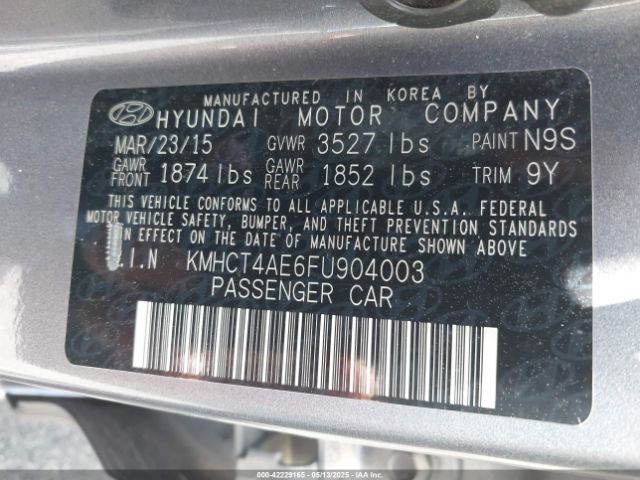 MANUFACTURED IN KOREA BY
HYUNDAI MOTOR COMPANY
MAR/23/15 GVWR 3527 lbs PAINT N9S
GAWR FRONT 1874 lbs GAWR REAR 1852 lbs TRIM 9Y
THIS VEHICLE CONFORMS TO ALL APPLICABLE U.S.A. FEDERAL
MOTOR VEHICLE SAFETY, BUMPER, AND THEFT PREVENTION STANDARDS
IN EFFECT ON THE DATE OF MANUFACTURE SHOWN ABOVE
.I.N KMHCT4AE6FU904003
PASSENGER CAR
000-42229165 - 05/13/2025 - IAAI.COM